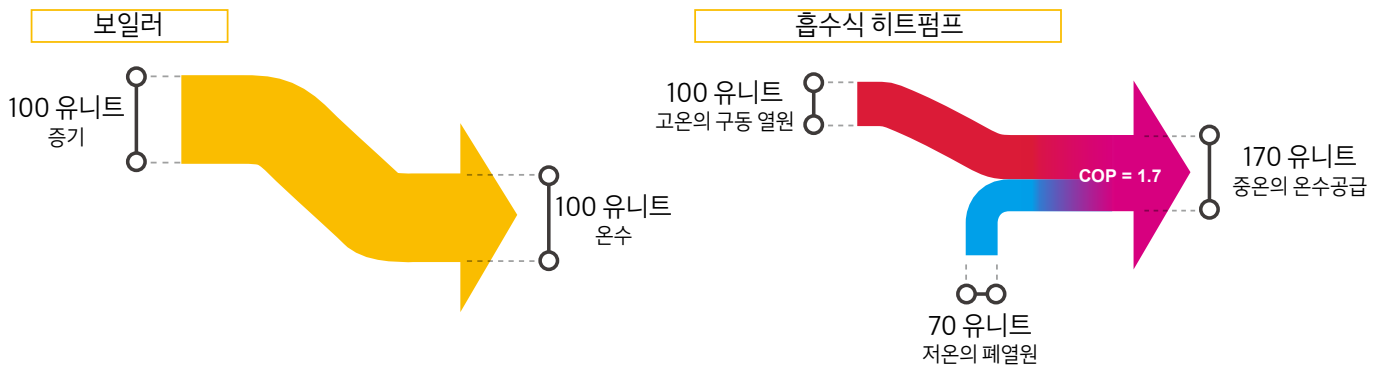 보일러
100 유니트
증기
100 유니트
온수
흡수식 히트펌프
100 유니트
고온의 구동 열원
COP = 1.7
170 유니트
중온의 온수공급
70 유니트
저온의 폐열원